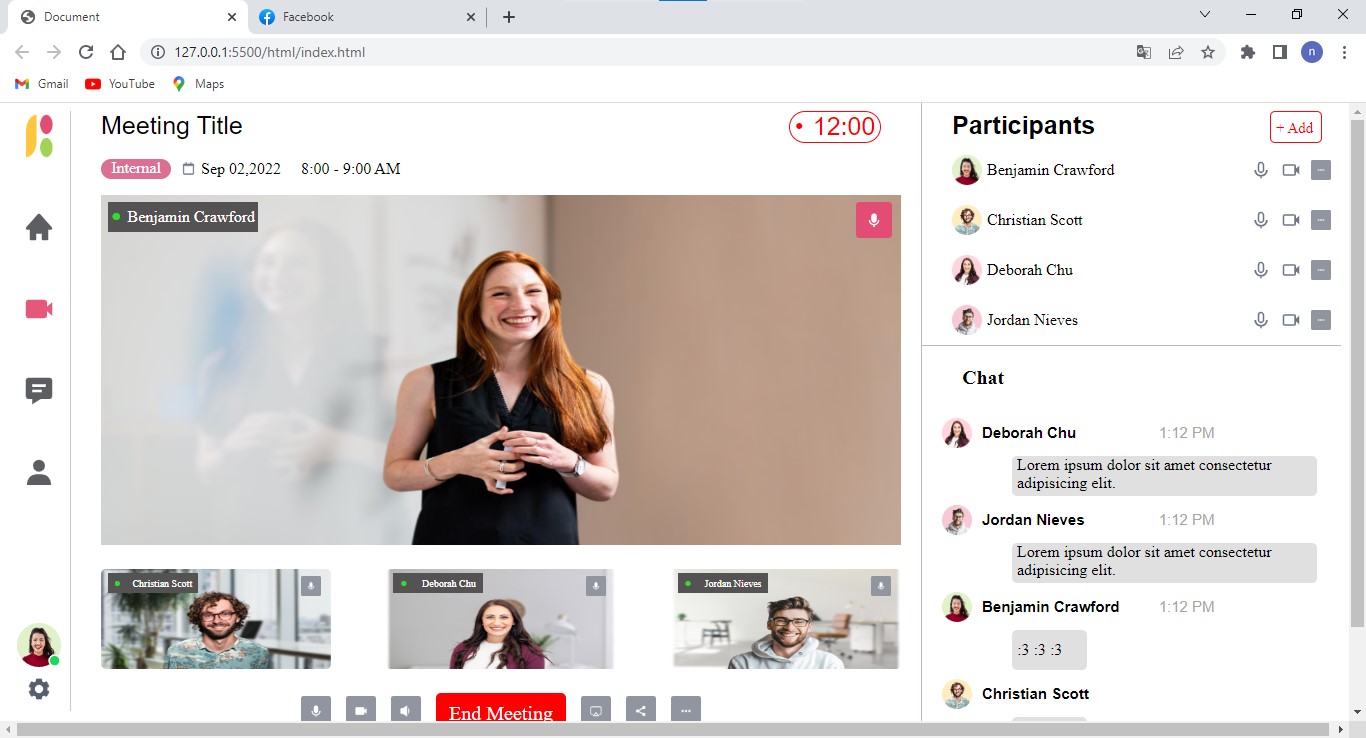 Document
Facebook
127.0.0.1:5500/html/index.html
n
Gmail
YouTube
Maps
Meeting Title
12:00
Internal
Sep 02,2022
8:00 - 9:00 AM
Benjamin Crawford
Christian Scott
Deborah Chu
Jordan Nieves
End Meeting
Participants
+ Add
Benjamin Crawford
Christian Scott
Deborah Chu
Jordan Nieves
Chat
Deborah Chu 1:12 PM
Lorem ipsum dolor sit amet consectetur
adipisicing elit.
Jordan Nieves 1:12 PM
Lorem ipsum dolor sit amet consectetur
adipisicing elit.
Benjamin Crawford 1:12 PM
:3 :3 :3
Christian Scott